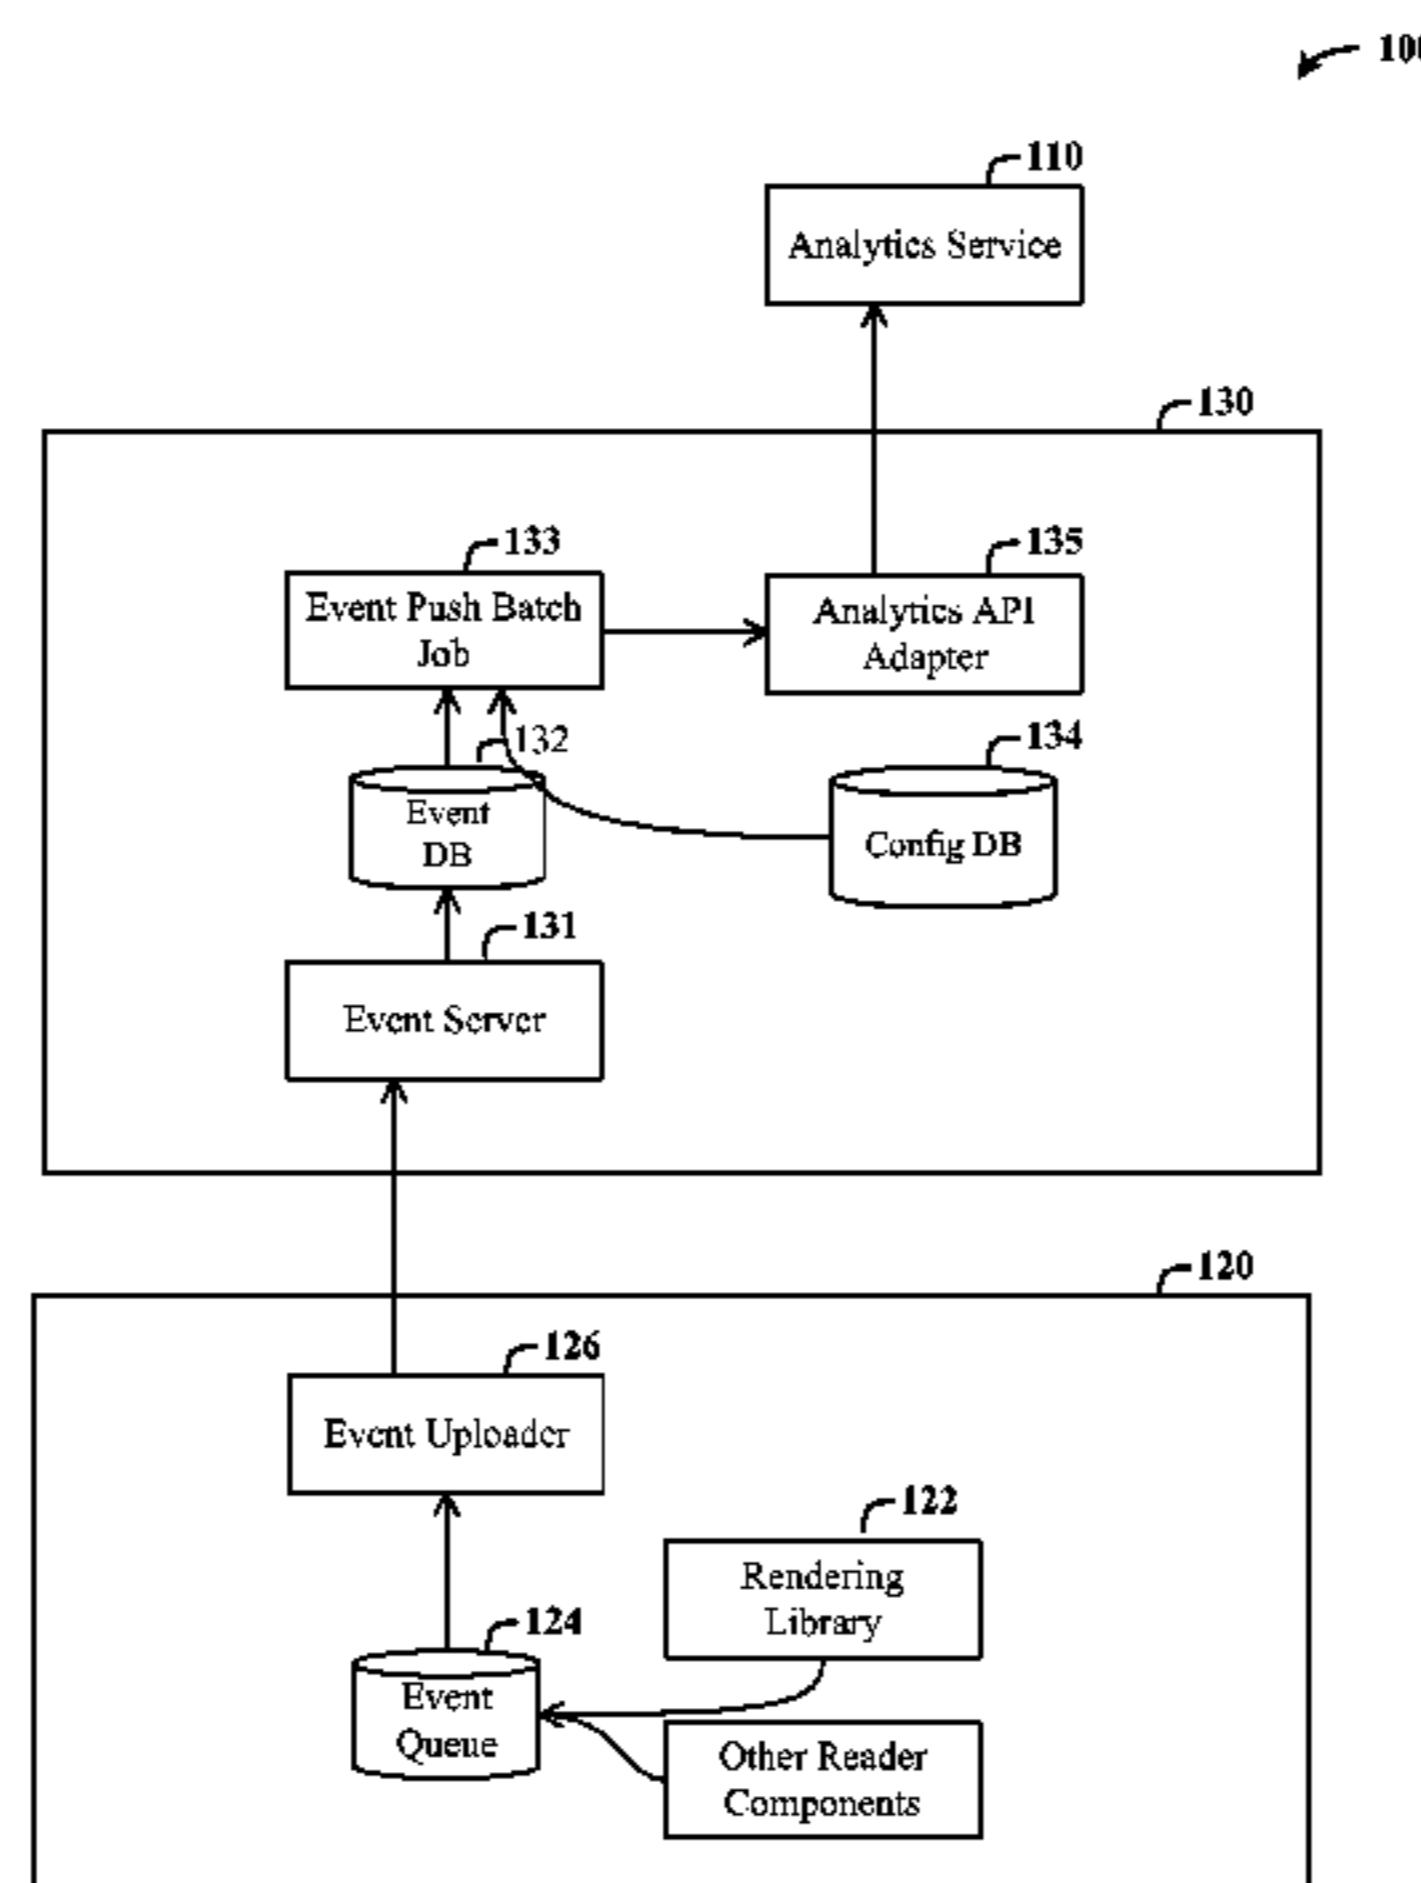 110
Analytics Service
130
133
135
Event Push Batch
Job
Analytics API
Adapter
132
134
Event
DB
Config DB
131
Event Server
120
126
Event Uploader
122
Rendering
Library
124
Event
Queue
Other Reader
Components